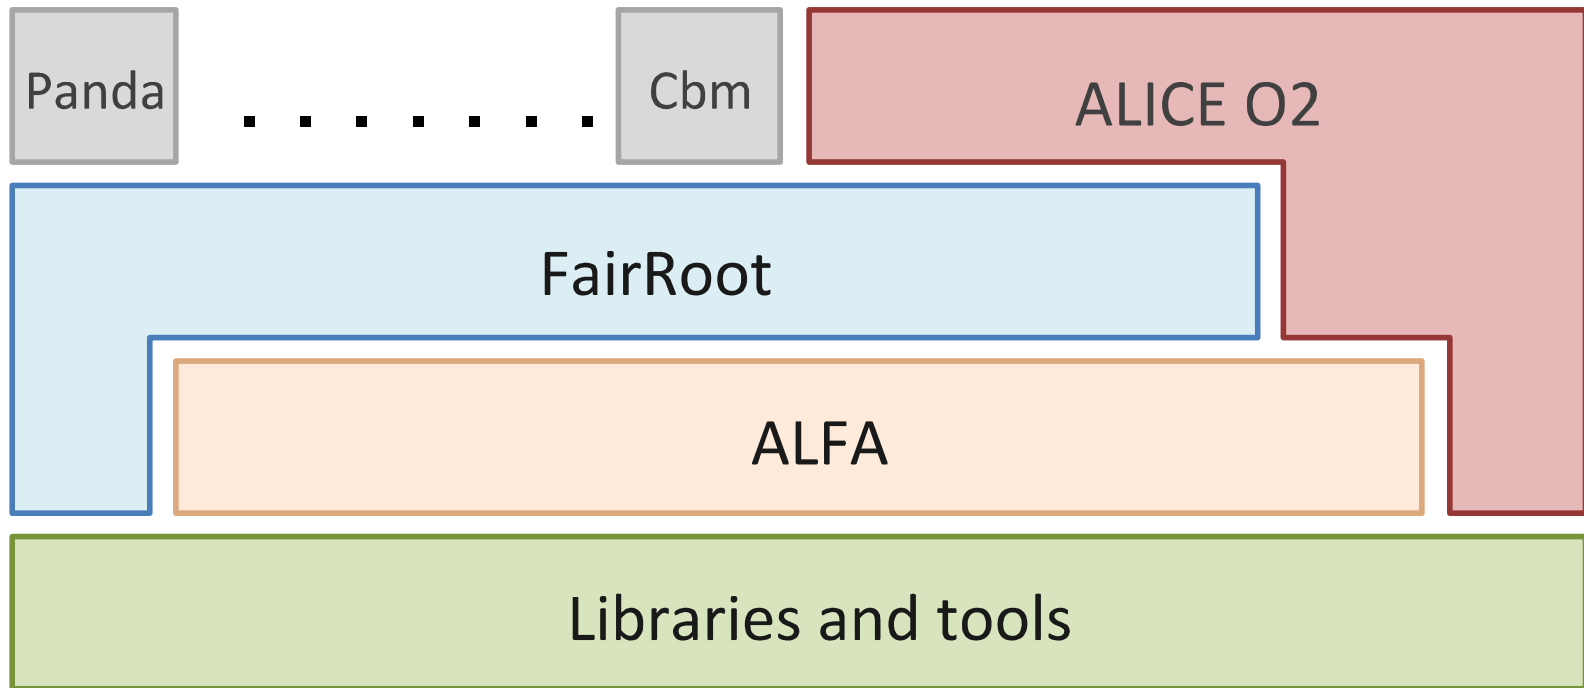 Panda
. . . . . . .
Cbm
ALICE O2
FairRoot
ALFA
Libraries and tools